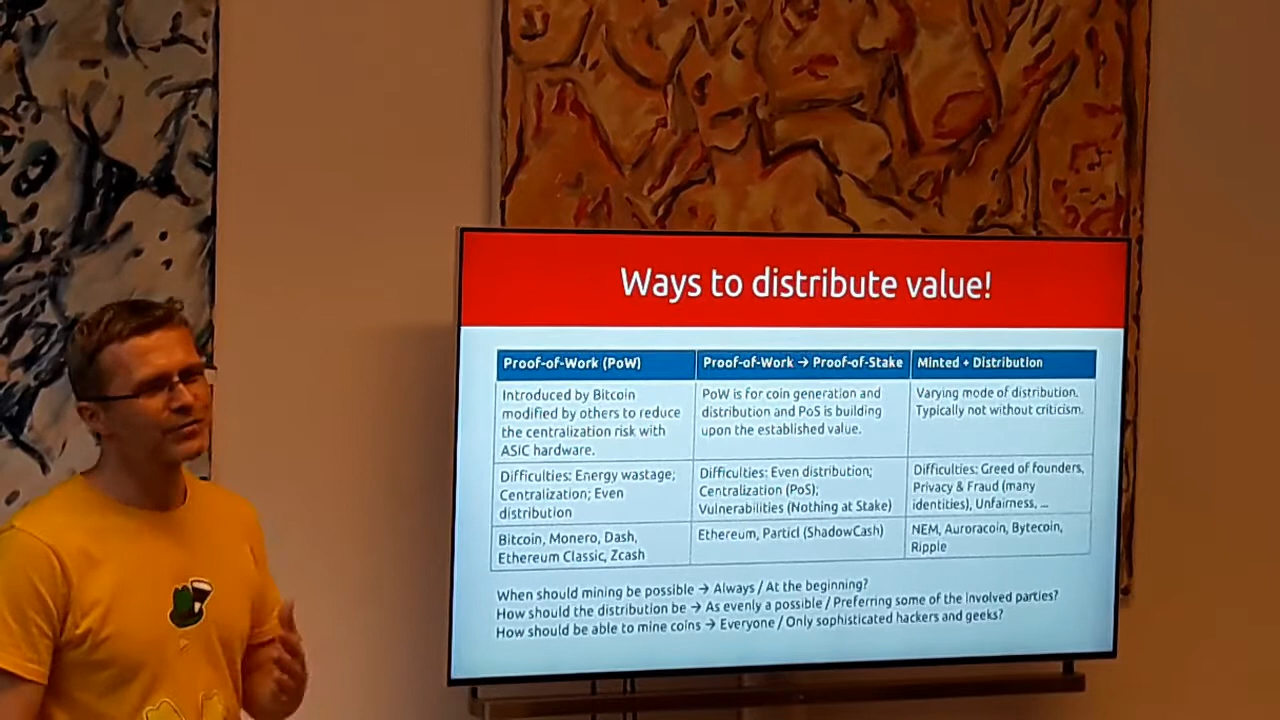 Ways to distribute value!
Proof-of-Work (PoW)
Proof-of-Work → Proof-of-Stake
Minted + Distribution
Introduced by Bitcoin
modified by others to reduce
the centralization risk with
ASIC hardware.
PoW is for coin generation and
distribution and PoS is building
upon the established value.
Varying mode of distribution.
Typically not without criticism.
Difficulties: Energy wastage;
Centralization; Even
distribution
Difficulties: Even distribution;
Centralization (PoS);
Vulnerabilities (Nothing at Stake)
Difficulties: Greed of founders,
Privacy & Fraud (many
identities), Unfairness, ...
Bitcoin, Monero, Dash,
Ethereum Classic, Zcash
Ethereum, Particl (ShadowCash)
NEM, Auroracoin, Bytecoin,
Ripple
When should mining be possible → Always / At the beginning?
How should the distribution be → As evenly a possible / Preferring some of the involved parties?
How should be able to mine coins → Everyone / Only sophisticated hackers and geeks?